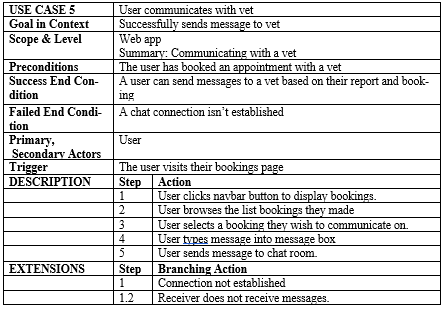 USE CASE 5 User communicates with vet
Goal in Context Successfully sends message to vet
Scope & Level Web app
Summary: Communicating with a vet
Preconditions The user has booked an appointment with a vet
Success End Con- A user can send messages to a vet based on their report and book-
dition ing
Failed End Condi- A chat connection isn't established
tion
Primary, User
Secondary Actors
Trigger The user visits their bookings page
DESCRIPTION Step Action
1 User clicks navbar button to display bookings.
2 User browses the list bookings they made
3 User selects a booking they wish to communicate on.
4 User types message into message box
5 User sends message to chat room.
EXTENSIONS Step Branching Action
1 Connection not established
1.2 Receiver does not receive messages.